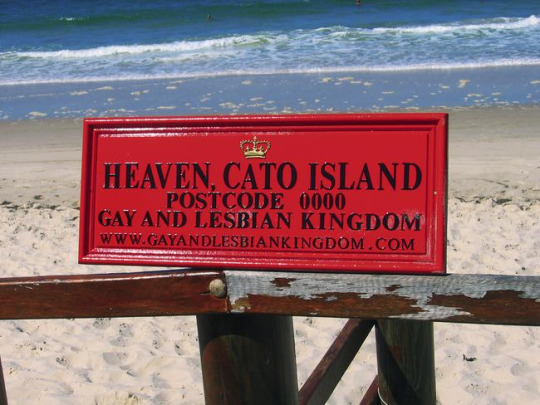 HEAVEN, CATO ISLAND
POSTCODE 0000
GAY AND LESBIAN KINGDOM
WWW.GAYANDLESBIANKINGDOM.COM